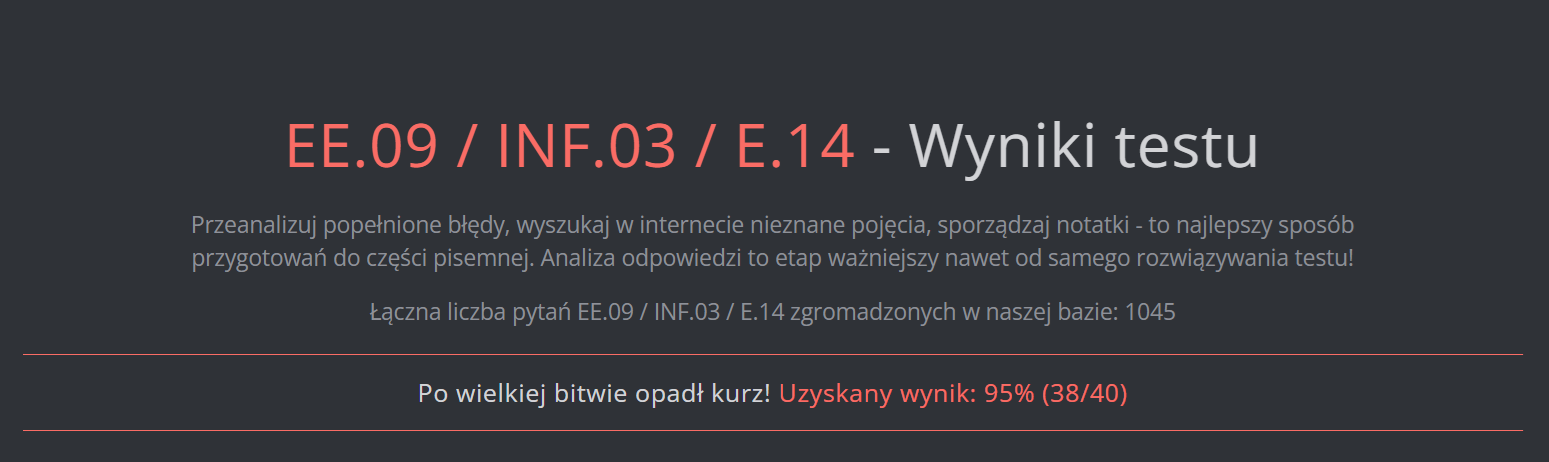 EE.09 / INF.03 / E.14 - Wyniki testu
Przeanalizuj popełnione błędy, wyszukaj w internecie nieznane pojęcia, sporządzaj notatki - to najlepszy sposób
przygotowań do części pisemnej. Analiza odpowiedzi to etap ważniejszy nawet od samego rozwiązywania testu!
Łączna liczba pytań EE.09 / INF.03 / E.14 zgromadzonych w naszej bazie: 1045
Po wielkiej bitwie opadł kurz! Uzyskany wynik: 95% (38/40)